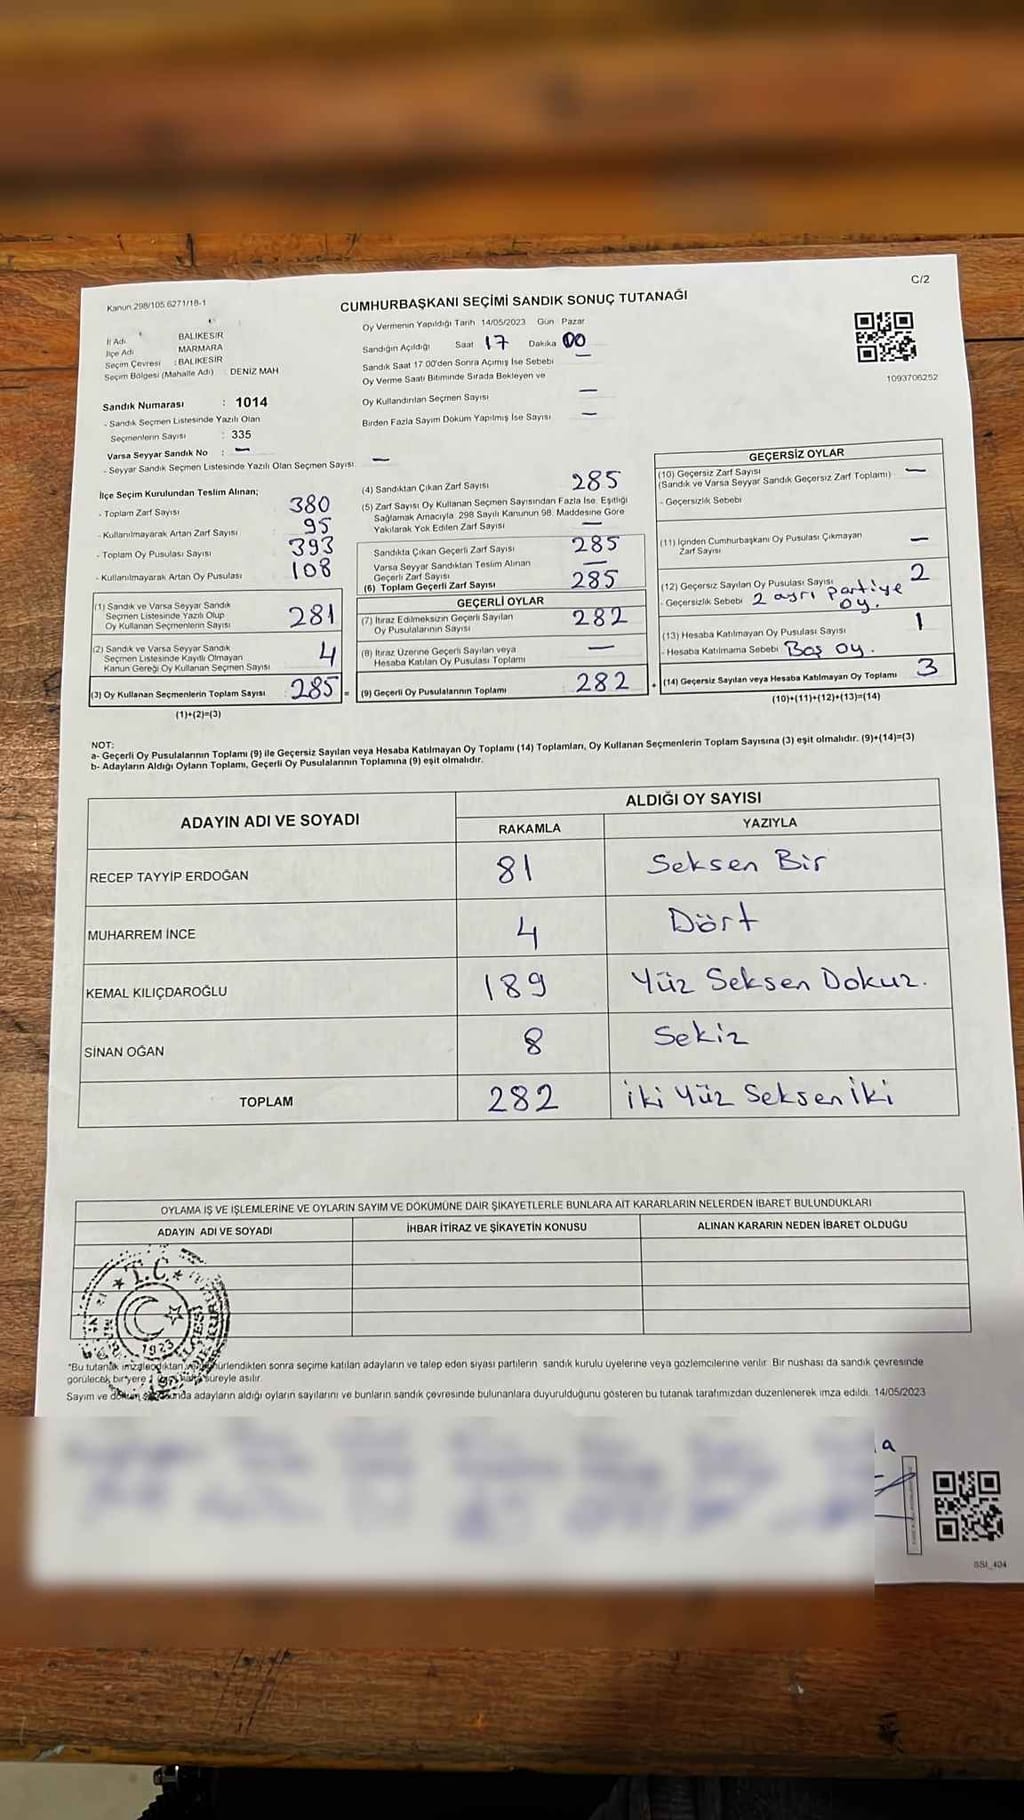 Kanun 298/105 6271/18-1
C/2
CUMHURBAŞKANI SEÇİMİ SANDIK SONUÇ TUTANAĞI
İl Adı BALIKESİR
İlçe Adı MARMARA
Seçim Çevresi : BALIKESİR
Seçim Bölgesi (Mahalle Adı) : DENİZ MAH
Oy Vermenin Yapıldığı Tarih 14/05/2023 Gün Pazar
Sandığın Açıldığı Saat 17 Dakika 00
Sandık Saat 17 00'den Sonra Açımış İse Sebebi —
Oy Verme Saati Bitiminde Sırada Bekleyen ve
Oy Kullandırılan Seçmen Sayısı —
Birden Fazla Sayım Döküm Yapılmış İse Sayısı —
1093706252
Sandık Numarası : 1014
- Sandık Seçmen Listesinde Yazılı Olan
Seçmenlerin Sayısı : 335
Varsa Seyyar Sandık No : —
- Seyyar Sandık Seçmen Listesinde Yazılı Olan Seçmen Sayısı —
İlçe Seçim Kurulundan Teslim Alınan;
- Toplam Zarf Sayısı 380
- Kullanılmayarak Artan Zarf Sayısı 95
- Toplam Oy Pusulası Sayısı 393
- Kullanılmayarak Artan Oy Pusulası 108
(1) Sandık ve Varsa Seyyar Sandık
Seçmen Listesinde Yazılı Olup
Oy Kullanan Seçmenlerin Sayısı 281
(2) Sandık ve Varsa Seyyar Sandık
Seçmen Listesinde Kayıtlı Olmayan
Kanun Gereği Oy Kullanan Seçmen Sayısı 4
(3) Oy Kullanan Seçmenlerin Toplam Sayısı 285 =
(1)+(2)=(3)
(4) Sandıktan Çıkan Zarf Sayısı 285
(5) Zarf Sayısı Oy Kullanan Seçmen Sayısından Fazla İse, Eşitliği
Sağlamak Amacıyla 298 Sayılı Kanunun 98. Maddesine Göre
Yakılarak Yok Edilen Zarf Sayısı —
Sandıkta Çıkan Geçerli Zarf Sayısı 285
Varsa Seyyar Sandıktan Teslim Alınan
Geçerli Zarf Sayısı —
(6) Toplam Geçerli Zarf Sayısı 285
GEÇERLİ OYLAR
(7) İtiraz Edilmeksizin Geçerli Sayılan
Oy Pusulalarının Sayısı 282
(8) İtiraz Üzerine Geçerli Sayılan veya
Hesaba Katılan Oy Pusulası Toplamı —
(9) Geçerli Oy Pusulalarının Toplamı 282 +
GEÇERSİZ OYLAR
(10) Geçersiz Zarf Sayısı —
(Sandık ve Varsa Seyyar Sandık Geçersiz Zarf Toplamı)
- Geçersizlik Sebebi
(11) İçinden Cumhurbaşkanı Oy Pusulası Çıkmayan
Zarf Sayısı —
(12) Geçersiz Sayılan Oy Pusulası Sayısı 2
- Geçersizlik Sebebi 2 ayrı partiye
oy.
(13) Hesaba Katılmayan Oy Pusulası Sayısı 1
- Hesaba Katılmama Sebebi Boş oy.
(14) Geçersiz Sayılan veya Hesaba Katılmayan Oy Toplamı 3
(10)+(11)+(12)+(13)=(14)
NOT:
a- Geçerli Oy Pusulalarının Toplamı (9) ile Geçersiz Sayılan veya Hesaba Katılmayan Oy Toplamı (14) Toplamları, Oy Kullanan Seçmenlerin Toplam Sayısına (3) eşit olmalıdır. (9)+(14)=(3)
b- Adayların Aldığı Oyların Toplamı, Geçerli Oy Pusulalarının Toplamına (9) eşit olmalıdır.
ADAYIN ADI VE SOYADI
ALDIĞI OY SAYISI
RAKAMLA YAZIYLA
RECEP TAYYİP ERDOĞAN 81 Seksen Bir
MUHARREM İNCE 4 Dört
KEMAL KILIÇDAROĞLU 189 Yüz Seksen Dokuz.
SİNAN OĞAN 8 Sekiz
TOPLAM 282 İki Yüz Seksen İki
OYLAMA İŞ VE İŞLEMLERİNE VE OYLARIN SAYIM VE DÖKÜMÜNE DAİR ŞİKAYETLERLE BUNLARA AİT KARARLARIN NELERDEN İBARET BULUNDUKLARI
ADAYIN ADI VE SOYADI İHBAR İTİRAZ VE ŞİKAYETİN KONUSU ALINAN KARARIN NEDEN İBARET OLDUĞU
T.C.
1923
*Bu tutanak sonra seçime katılan adayların ve talep eden siyasi partilerin sandık kurulu üyelerine veya gözlemcilerine verilir. Bir nüshası da sandık çevresinde
görülecek bir yere süreyle asılır.
Sayım ve adayların aldığı oyların sayılarını ve bunların sandık çevresinde bulunanlara duyurulduğunu gösteren bu tutanak tarafımızdan düzenlenerek imza edildi. 14/05/2023
a
SSI_404